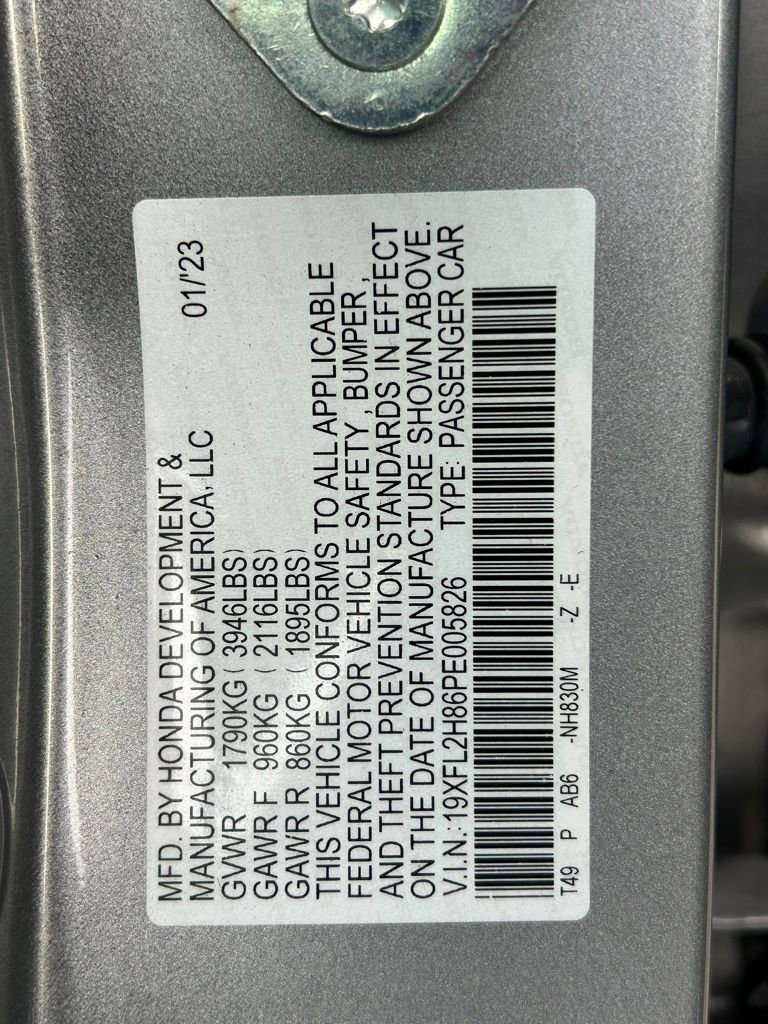 MFD. BY HONDA DEVELOPMENT &
MANUFACTURING OF AMERICA, LLC 01/'23
GVWR 1790KG ( 3946LBS)
GAWR F 960KG ( 2116LBS)
GAWR R 860KG ( 1895LBS)
THIS VEHICLE CONFORMS TO ALL APPLICABLE
FEDERAL MOTOR VEHICLE SAFETY , BUMPER ,
AND THEFT PREVENTION STANDARDS IN EFFECT
ON THE DATE OF MANUFACTURE SHOWN ABOVE.
V.I.N.: 19XFL2H86PE005826 TYPE: PASSENGER CAR
T49 P AB6 -NH830M -Z -E